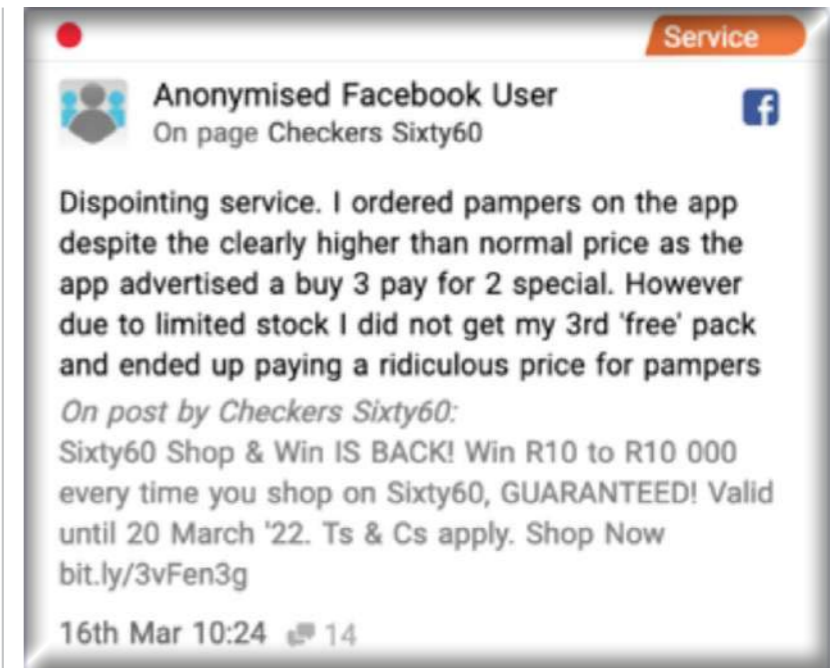 Service
Anonymised Facebook User
On page Checkers Sixty60
Dispointing service. I ordered pampers on the app
despite the clearly higher than normal price as the
app advertised a buy 3 pay for 2 special. However
due to limited stock I did not get my 3rd 'free' pack
and ended up paying a ridiculous price for pampers
On post by Checkers Sixty60:
Sixty60 Shop & Win IS BACK! Win R10 to R10 000
every time you shop on Sixty60, GUARANTEED! Valid
until 20 March '22. Ts & Cs apply. Shop Now
bit.ly/3vFen3g
16th Mar 10:24 14